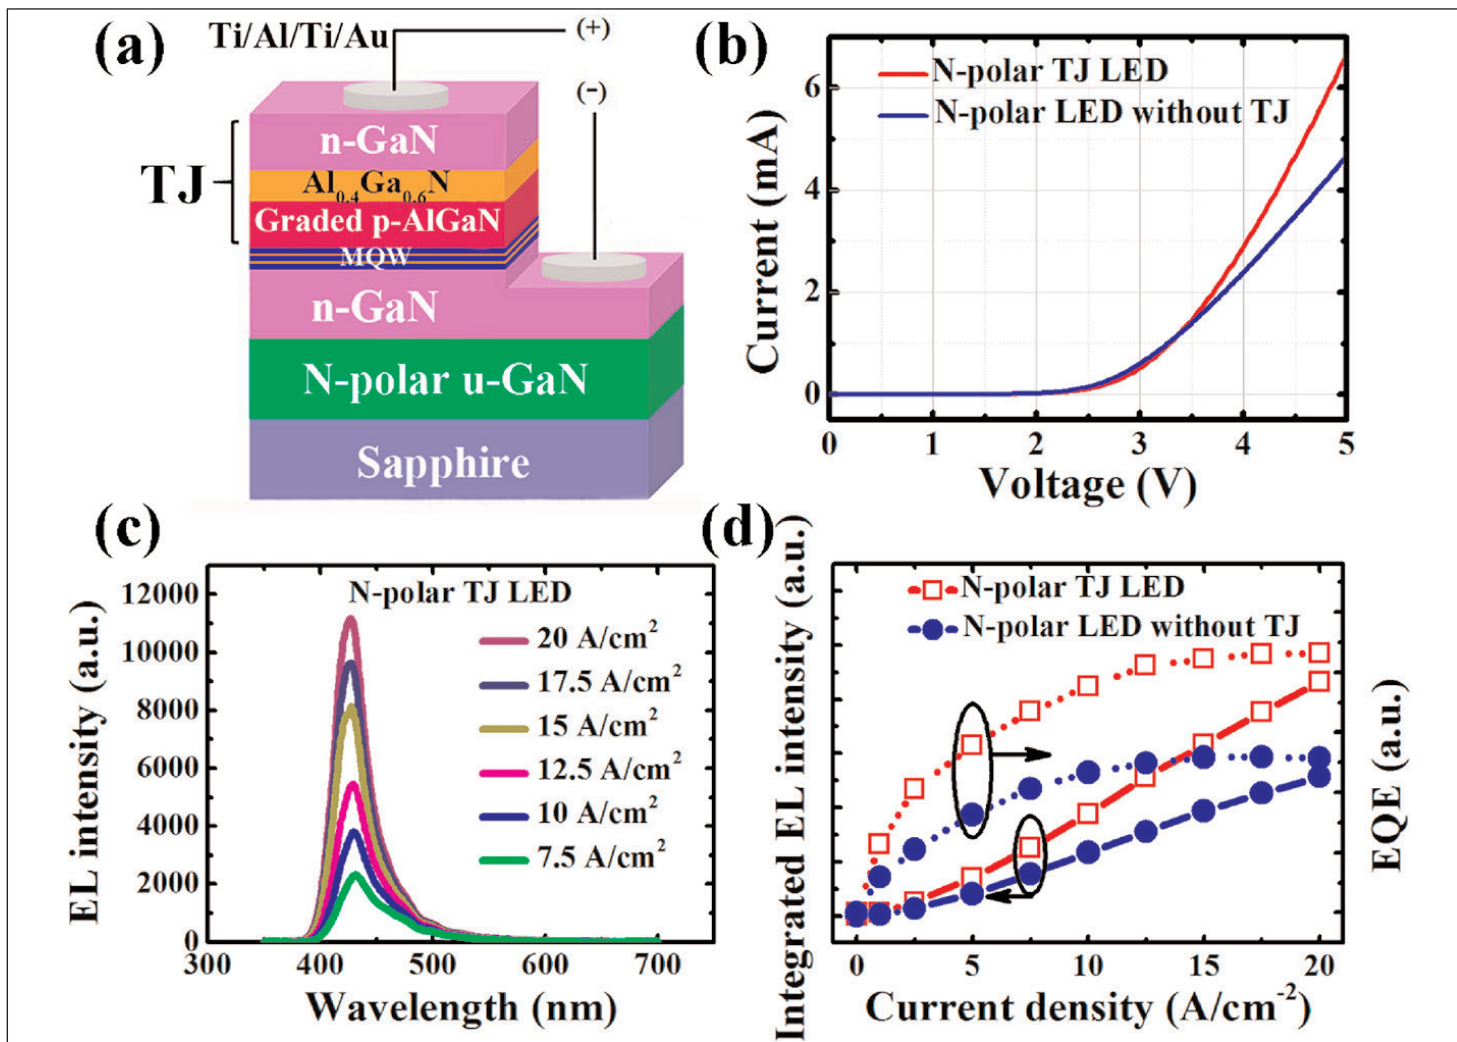 (a)
Ti/Al/Ti/Au
(+)
(−)
TJ
n-GaN
Al0.4Ga0.6N
Graded p-AlGaN
MQW
n-GaN
N-polar u-GaN
Sapphire
(b)
N-polar TJ LED
N-polar LED without TJ
Current (mA)
6
4
2
0
0 1 2 3 4 5
Voltage (V)
(c)
N-polar TJ LED
20 A/cm²
17.5 A/cm²
15 A/cm²
12.5 A/cm²
10 A/cm²
7.5 A/cm²
EL intensity (a.u.)
12000
10000
8000
6000
4000
2000
0
300 400 500 600 700
Wavelength (nm)
(d)
N-polar TJ LED
N-polar LED without TJ
Integrated EL intensity (a.u.)
EQE (a.u.)
0 5 10 15 20
Current density (A/cm⁻²)